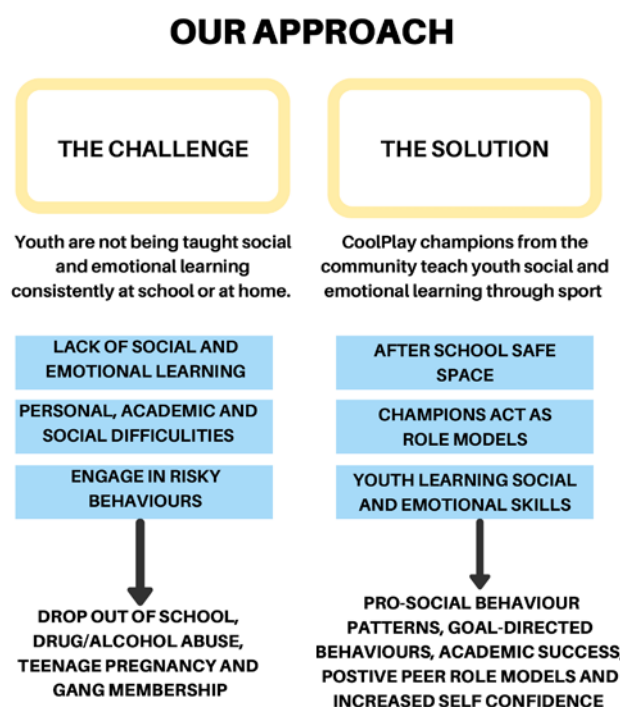 OUR APPROACH
THE CHALLENGE
Youth are not being taught social
and emotional learning
consistently at school or at home.
LACK OF SOCIAL AND
EMOTIONAL LEARNING
PERSONAL, ACADEMIC AND
SOCIAL DIFFICULITIES
ENGAGE IN RISKY
BEHAVIOURS
DROP OUT OF SCHOOL,
DRUG/ALCOHOL ABUSE,
TEENAGE PREGNANCY AND
GANG MEMBERSHIP
THE SOLUTION
CoolPlay champions from the
community teach youth social and
emotional learning through sport
AFTER SCHOOL SAFE
SPACE
CHAMPIONS ACT AS
ROLE MODELS
YOUTH LEARNING SOCIAL
AND EMOTIONAL SKILLS
PRO-SOCIAL BEHAVIOUR
PATTERNS, GOAL-DIRECTED
BEHAVIOURS, ACADEMIC SUCCESS,
POSTIVE PEER ROLE MODELS AND
INCREASED SELF CONFIDENCE